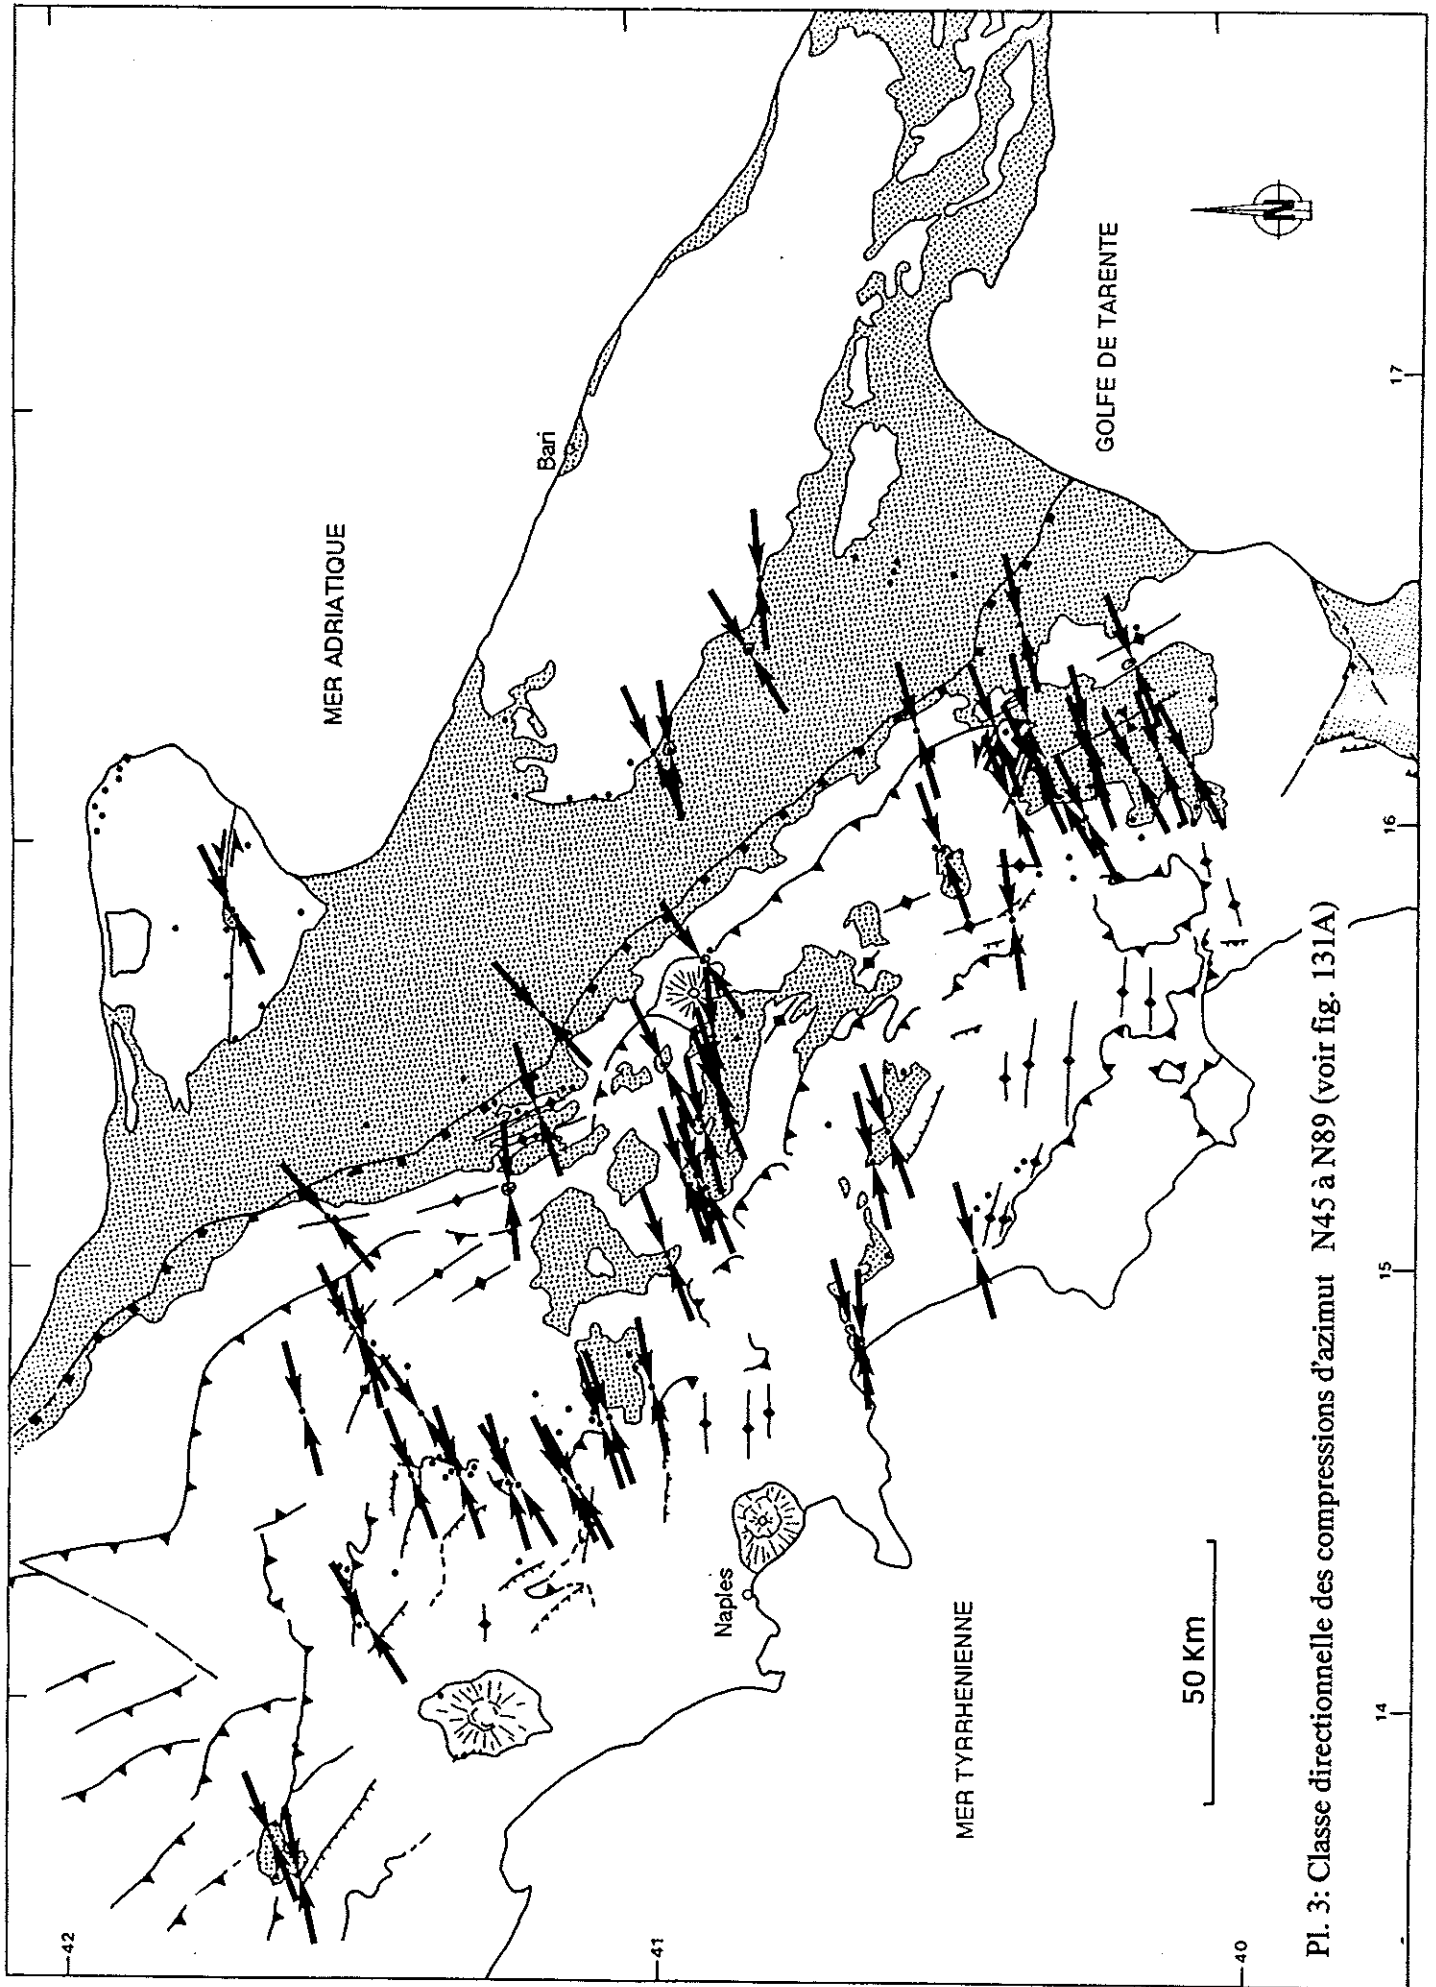 MER ADRIATIQUE
Bari
GOLFE DE TARENTE
N
Naples
MER TYRRHENIENNE
50 Km
42
41
40
14
15
16
17
Pl. 3: Classe directionnelle des compressions d'azimut N45 à N89 (voir fig. 131A)